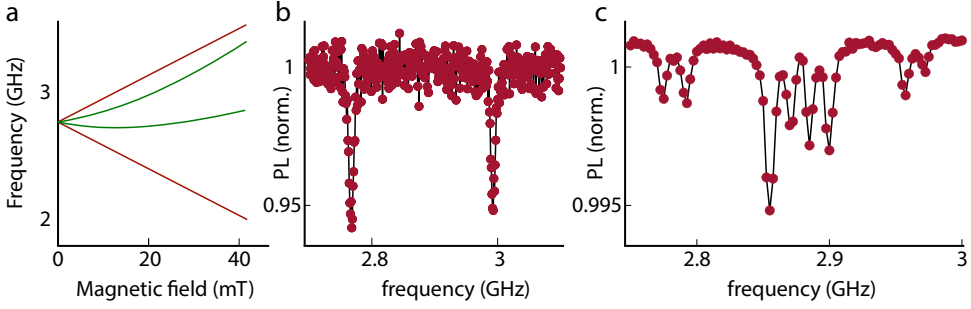 a
Frequency (GHz)
3
2
0
20
40
Magnetic field (mT)
b
PL (norm.)
1
0.95
2.8
3
frequency (GHz)
c
PL (norm.)
1
0.995
2.8
2.9
3
frequency (GHz)